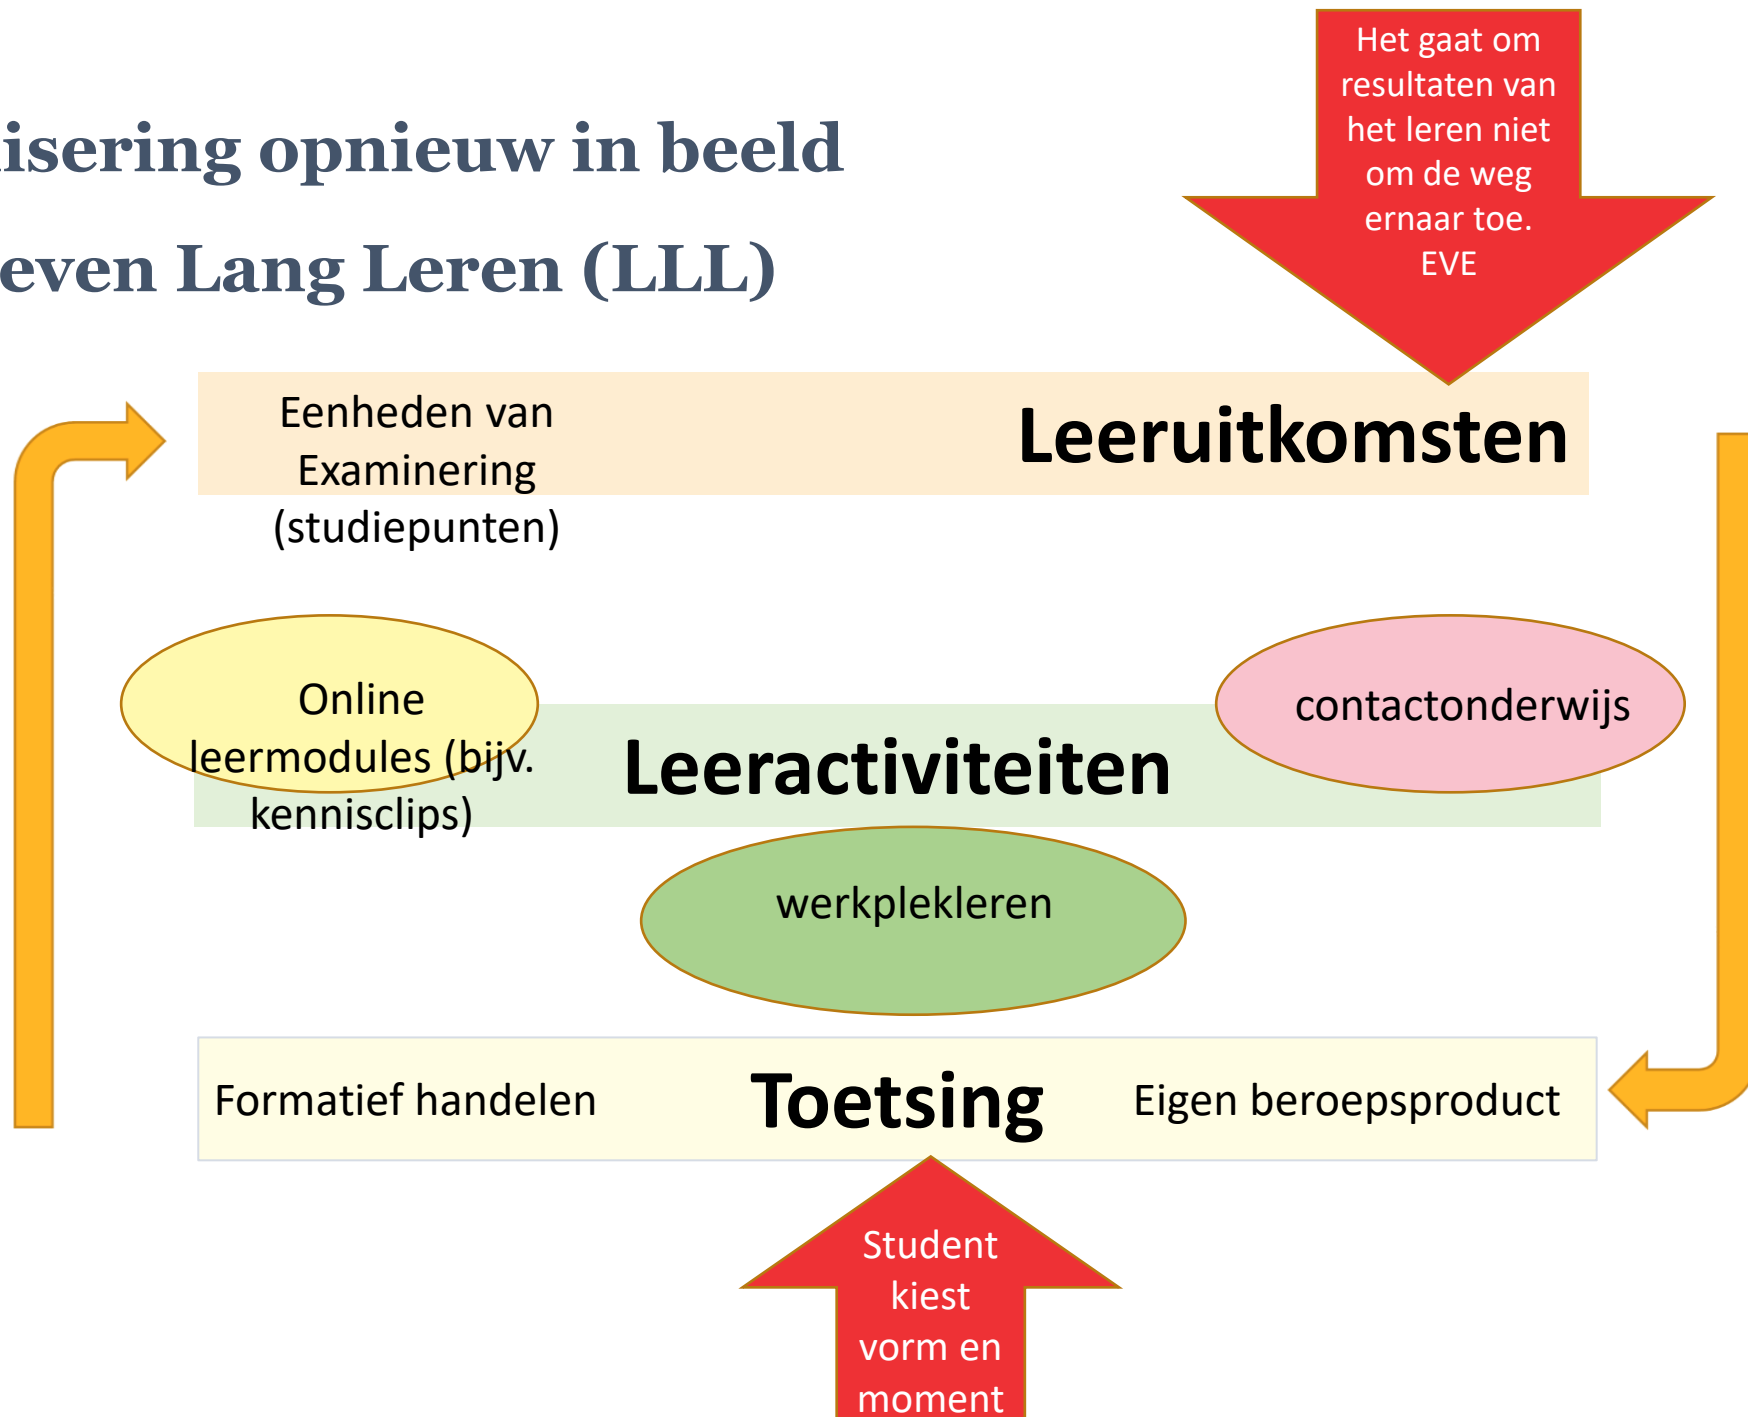 isering opnieuw in beeld
even Lang Leren (LLL)
Het gaat om
resultaten van
het leren niet
om de weg
ernaar toe.
EVE
Eenheden van
Examinering
(studiepunten)
Leeruitkomsten
Online
leermodules (bijv.
kennisclips)
Leeractiviteiten
contactonderwijs
werkplekleren
Formatief handelen
Toetsing
Eigen beroepsproduct
Student
kiest
vorm en
moment